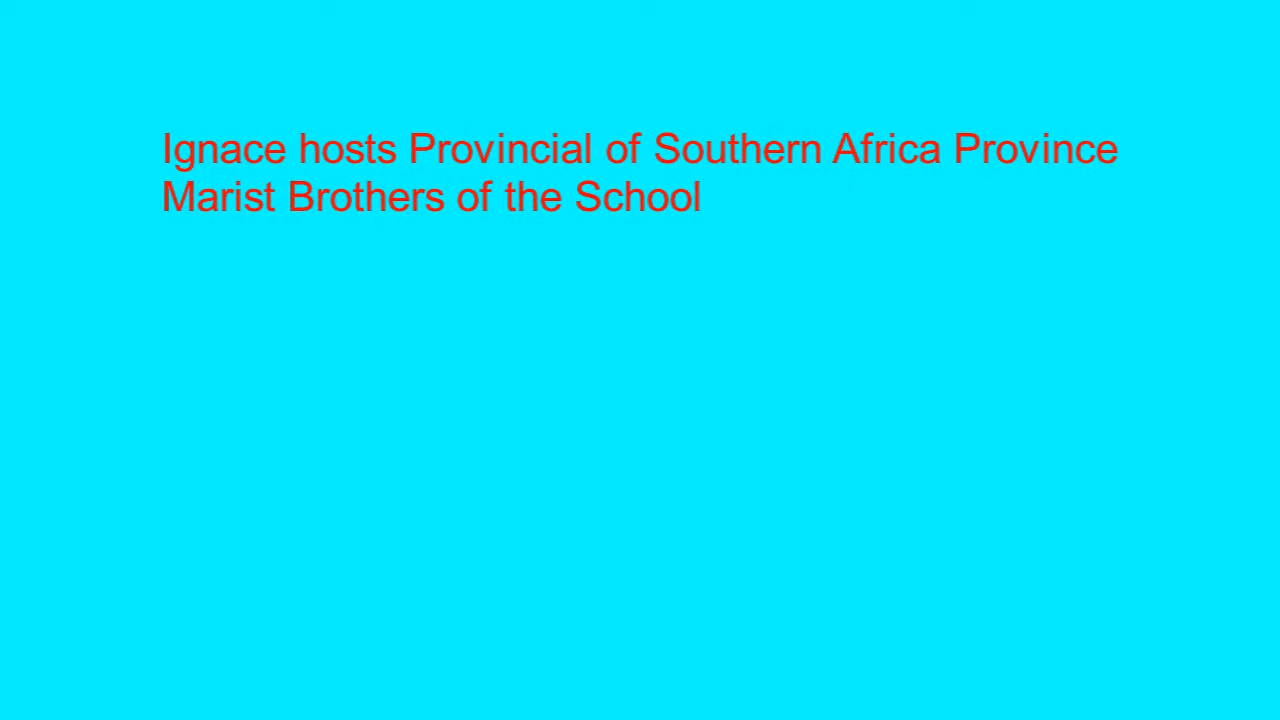 Ignace hosts Provincial of Southern Africa Province
Marist Brothers of the School